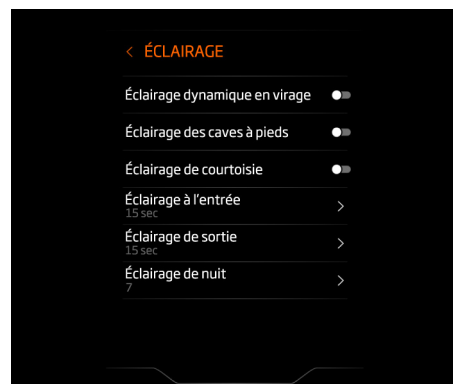 ÉCLAIRAGE
Éclairage dynamique en virage
Éclairage des caves à pieds
Éclairage de courtoisie
Éclairage à l'entrée
15 sec
Éclairage de sortie
15 sec
Éclairage de nuit
7